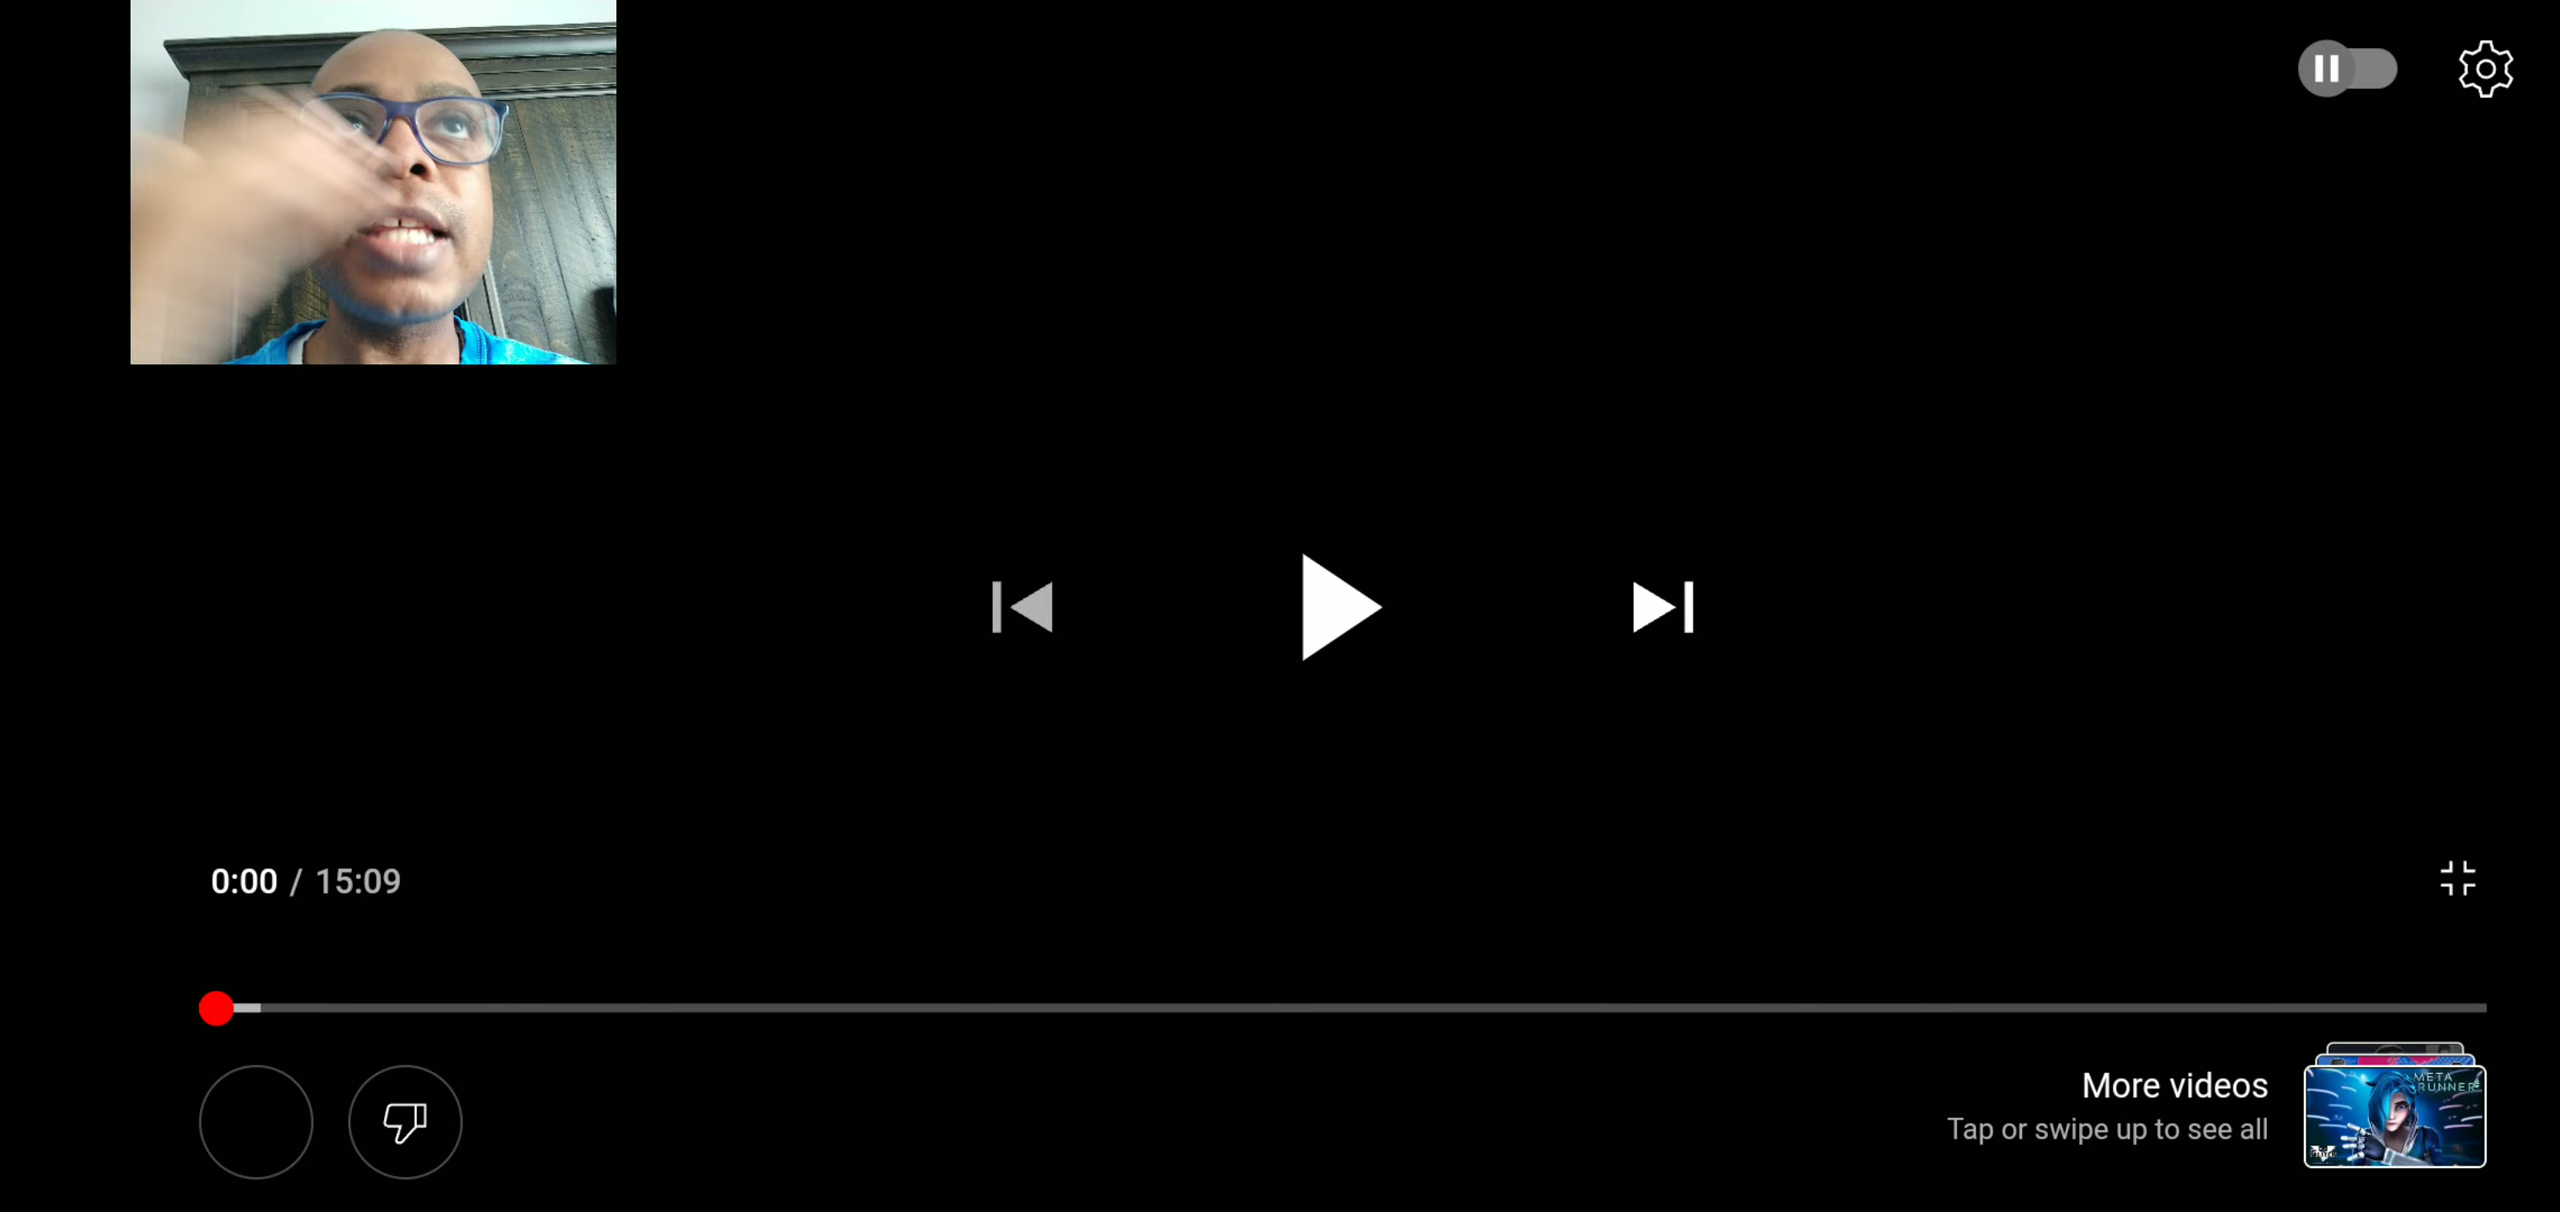 0:00 / 15:09
More videos
Tap or swipe up to see all
META
RUNNER